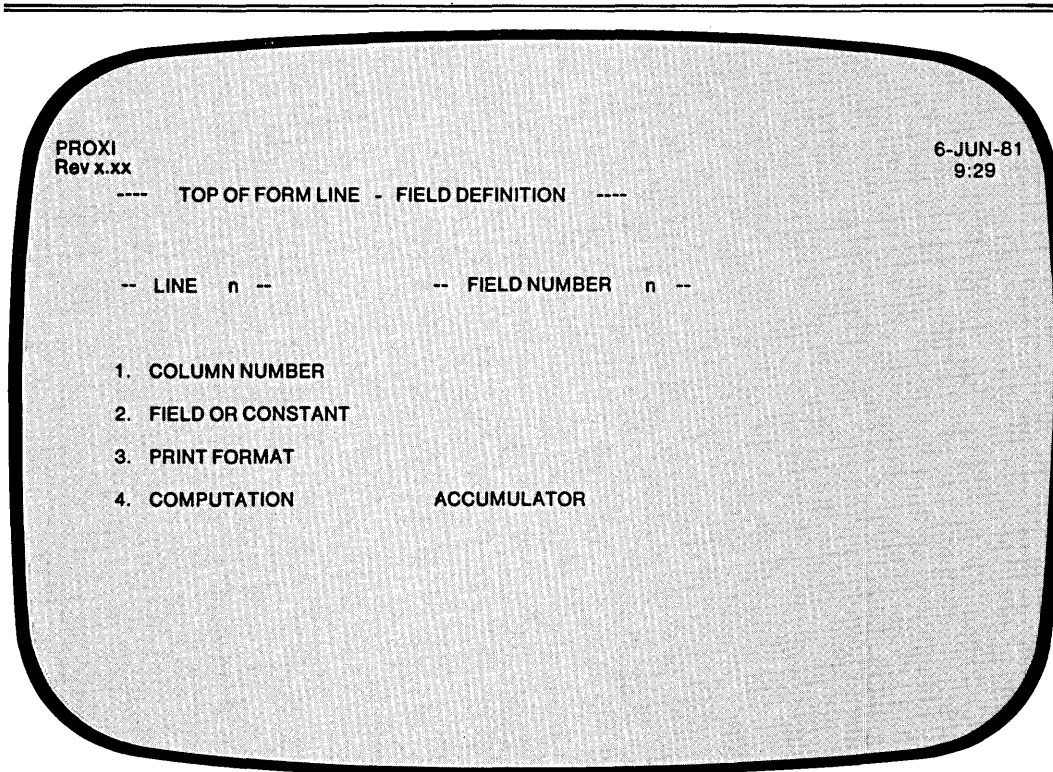 PROXI 6-JUN-81
Rev x.xx 9:29
---- TOP OF FORM LINE - FIELD DEFINITION ----
-- LINE n -- -- FIELD NUMBER n --
1. COLUMN NUMBER
2. FIELD OR CONSTANT
3. PRINT FORMAT
4. COMPUTATION ACCUMULATOR